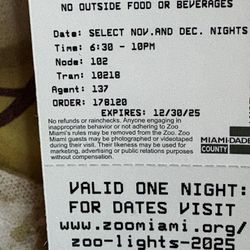 NO OUTSIDE FOOD OR BEVERAGES
Date: SELECT NOV.AND DEC. NIGHTS
Time: 6:30 - 10PM
Node: 102
Tran: 10218
Agent: 137
ORDER: 178120
EXPIRES: 12/30/25
No refunds or rainchecks. Anyone engaging in
inappropriate behavior or not adhering to Zoo
Miami's rules may be removed from the Zoo. Zoo
Miami guests may be photographed or videotaped
during their visit. Their likeness may be used for
marketing, advertising or public relations purposes
without compensation.
MIAMI-DADE
COUNTY
VALID ONE NIGHT:
FOR DATES VISIT
www.zoomiami.org/
zoo-lights-2025